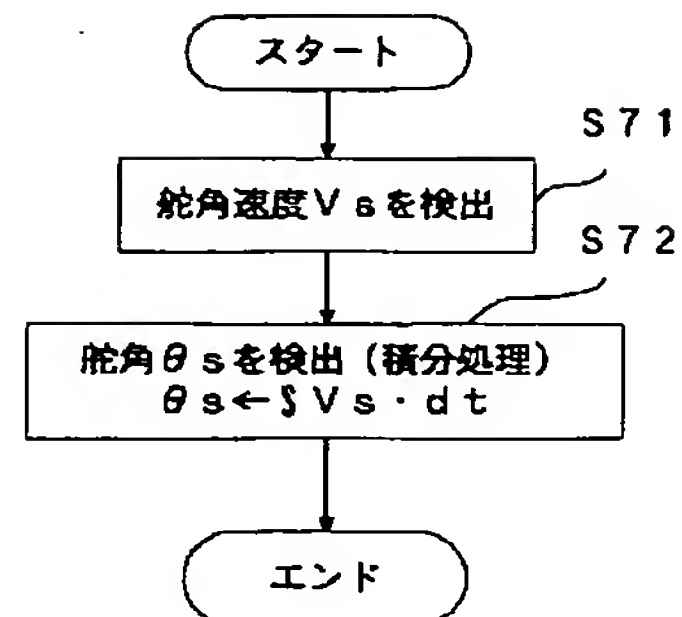 スタート
S71
舵角速度Vsを検出
S72
舵角θsを検出(積分処理)
θs←∫Vs・dt
エンド